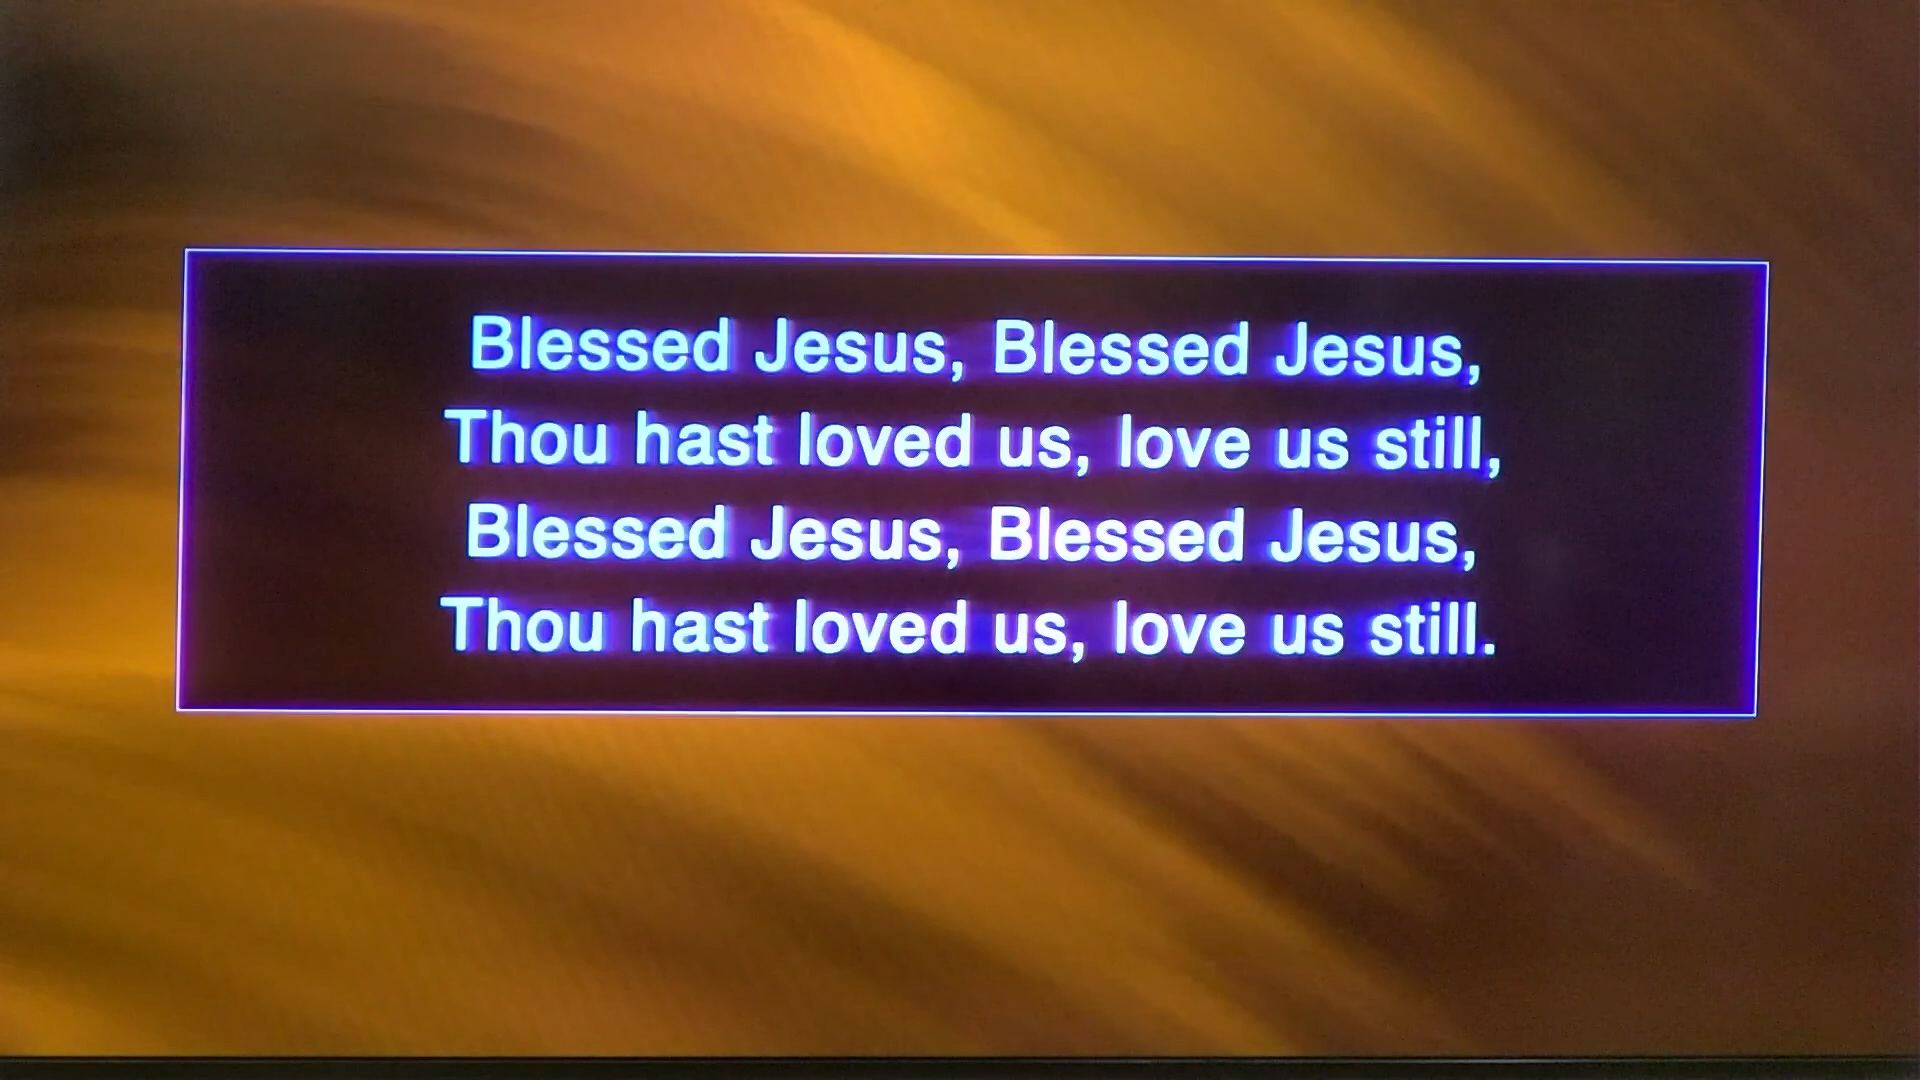 Blessed Jesus, Blessed Jesus,
Thou hast loved us, love us still,
Blessed Jesus, Blessed Jesus,
Thou hast loved us, love us still.